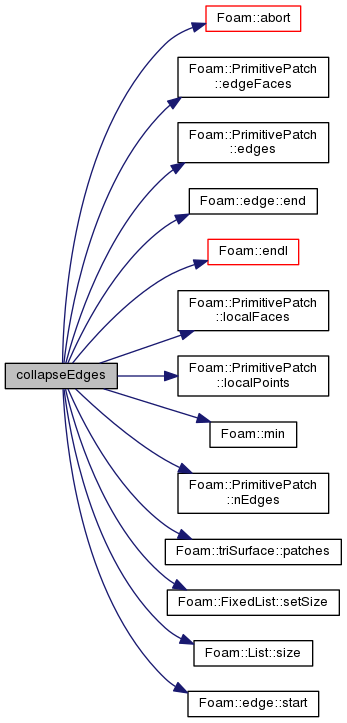 Foam::abort
Foam::PrimitivePatch
::edgeFaces
Foam::PrimitivePatch
::edges
Foam::edge::end
Foam::endl
Foam::PrimitivePatch
::localFaces
collapseEdges
Foam::PrimitivePatch
::localPoints
Foam::min
Foam::PrimitivePatch
::nEdges
Foam::triSurface::patches
Foam::FixedList::setSize
Foam::List::size
Foam::edge::start